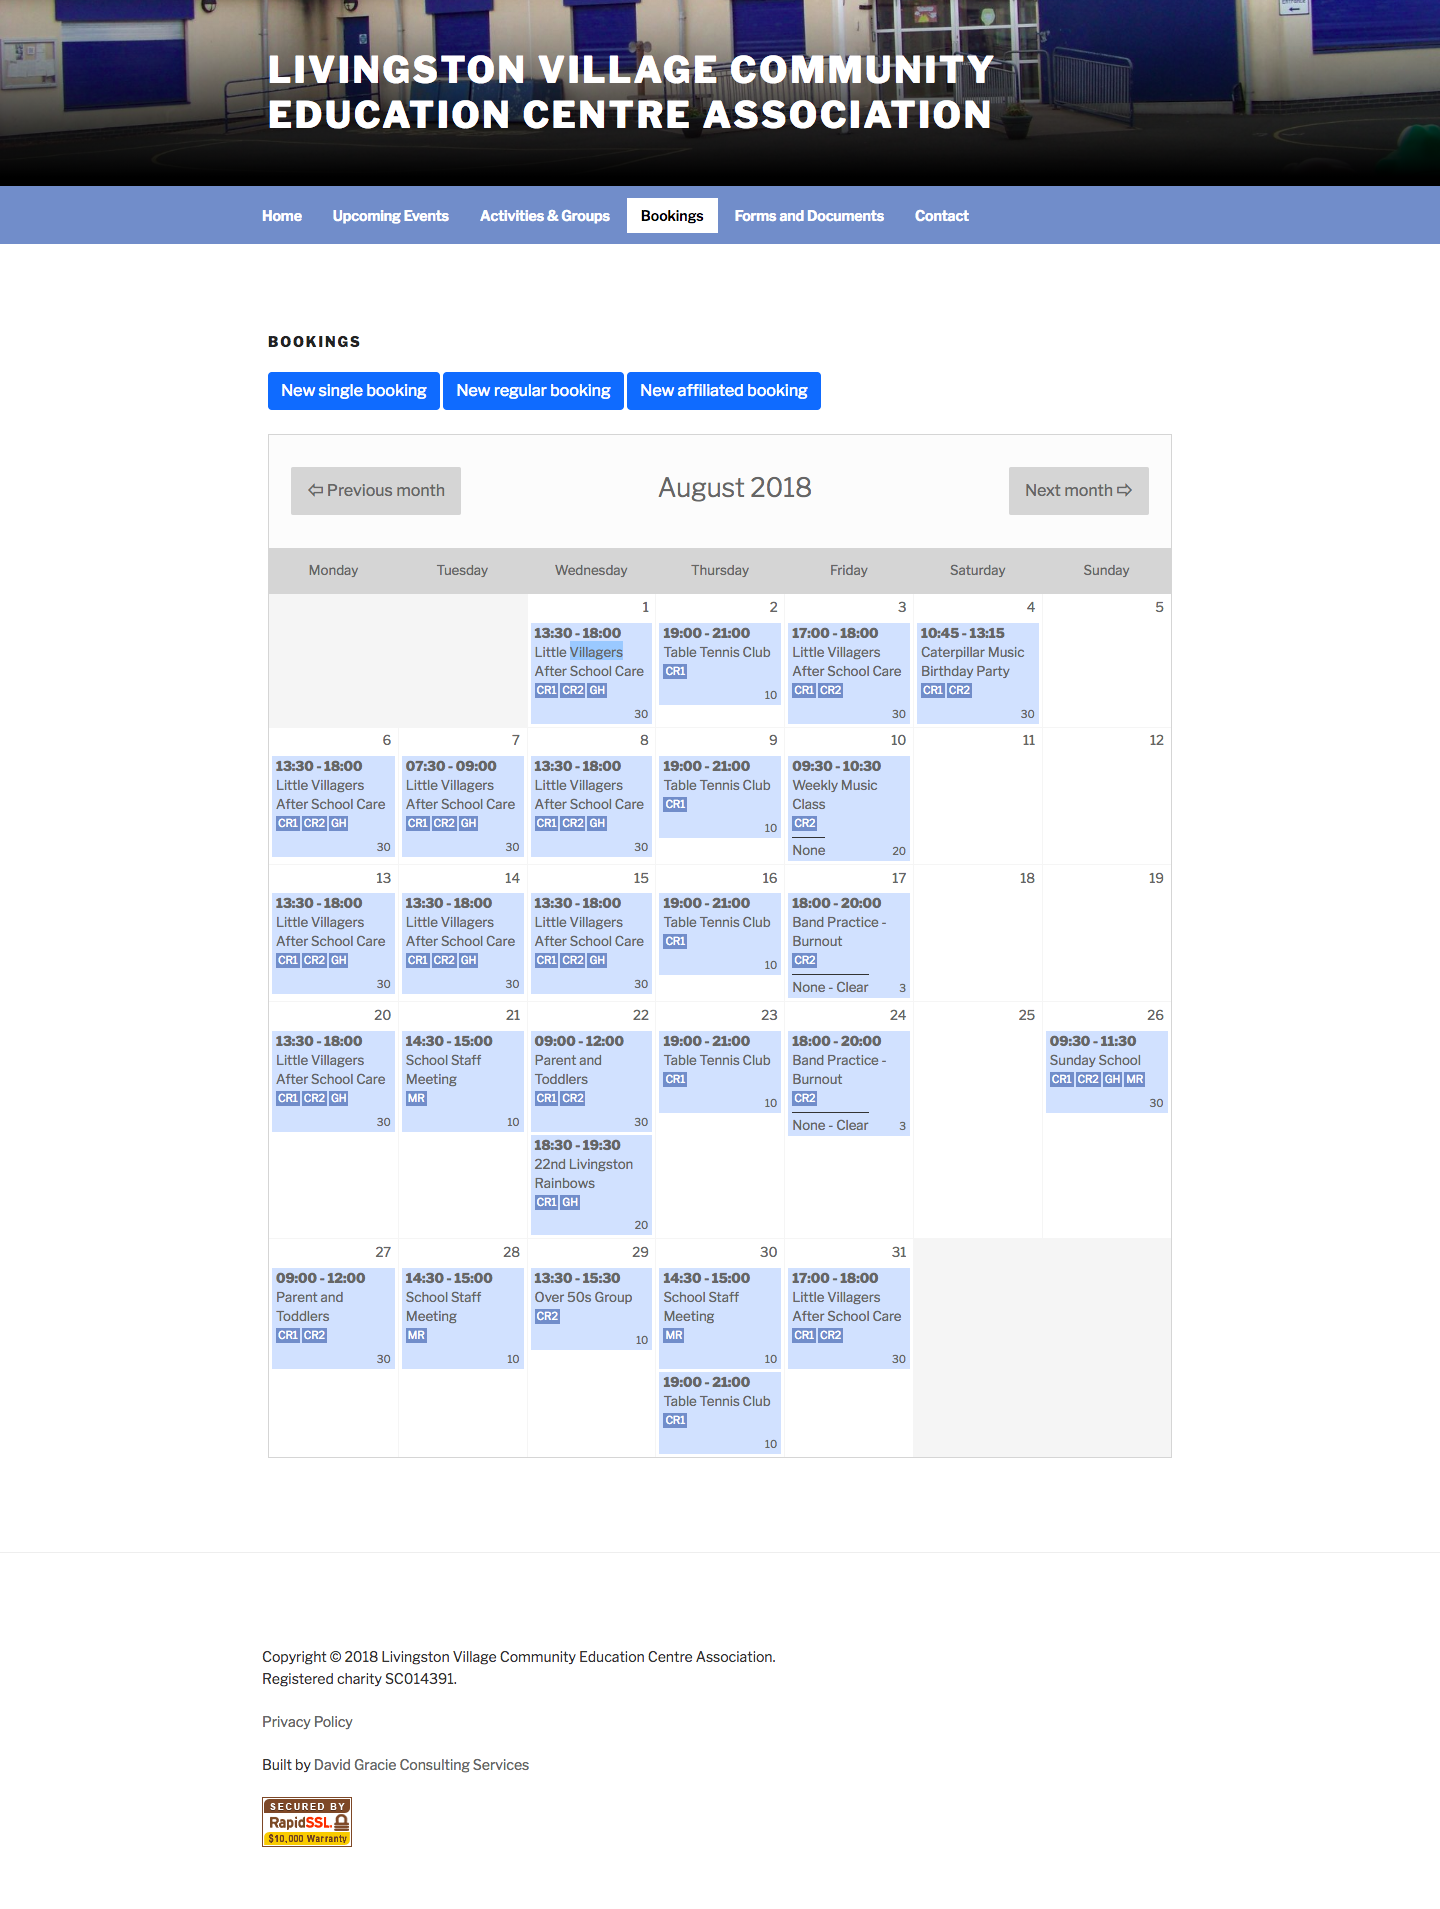 LIVINGSTON VILLAGE COMMUNITY
EDUCATION CENTRE ASSOCIATION
Home Upcoming Events Activities & Groups Bookings Forms and Documents Contact
BOOKINGS
New single booking New regular booking New affiliated booking
⇦ Previous month August 2018 Next month ⇨
Monday Tuesday Wednesday Thursday Friday Saturday Sunday
1
13:30 - 18:00
Little Villagers
After School Care
CR1 CR2 GH
30
2
19:00 - 21:00
Table Tennis Club
CR1
10
3
17:00 - 18:00
Little Villagers
After School Care
CR1 CR2
30
4
10:45 - 13:15
Caterpillar Music
Birthday Party
CR1 CR2
30
5
6
13:30 - 18:00
Little Villagers
After School Care
CR1 CR2 GH
30
7
07:30 - 09:00
Little Villagers
After School Care
CR1 CR2 GH
30
8
13:30 - 18:00
Little Villagers
After School Care
CR1 CR2 GH
30
9
19:00 - 21:00
Table Tennis Club
CR1
10
10
09:30 - 10:30
Weekly Music
Class
CR2
None 20
11
12
13
13:30 - 18:00
Little Villagers
After School Care
CR1 CR2 GH
30
14
13:30 - 18:00
Little Villagers
After School Care
CR1 CR2 GH
30
15
13:30 - 18:00
Little Villagers
After School Care
CR1 CR2 GH
30
16
19:00 - 21:00
Table Tennis Club
CR1
10
17
18:00 - 20:00
Band Practice -
Burnout
CR2
None - Clear 3
18
19
20
13:30 - 18:00
Little Villagers
After School Care
CR1 CR2 GH
30
21
14:30 - 15:00
School Staff
Meeting
MR
10
22
09:00 - 12:00
Parent and
Toddlers
CR1 CR2
30
18:30 - 19:30
22nd Livingston
Rainbows
CR1 GH
20
23
19:00 - 21:00
Table Tennis Club
CR1
10
24
18:00 - 20:00
Band Practice -
Burnout
CR2
None - Clear 3
25
26
09:30 - 11:30
Sunday School
CR1 CR2 GH MR
30
27
09:00 - 12:00
Parent and
Toddlers
CR1 CR2
30
28
14:30 - 15:00
School Staff
Meeting
MR
10
29
13:30 - 15:30
Over 50s Group
CR2
10
30
14:30 - 15:00
School Staff
Meeting
MR
10
19:00 - 21:00
Table Tennis Club
CR1
10
31
17:00 - 18:00
Little Villagers
After School Care
CR1 CR2
30
Copyright © 2018 Livingston Village Community Education Centre Association.
Registered charity SC014391.
Privacy Policy
Built by David Gracie Consulting Services
SECURED BY
RapidSSL.
$10,000 Warranty